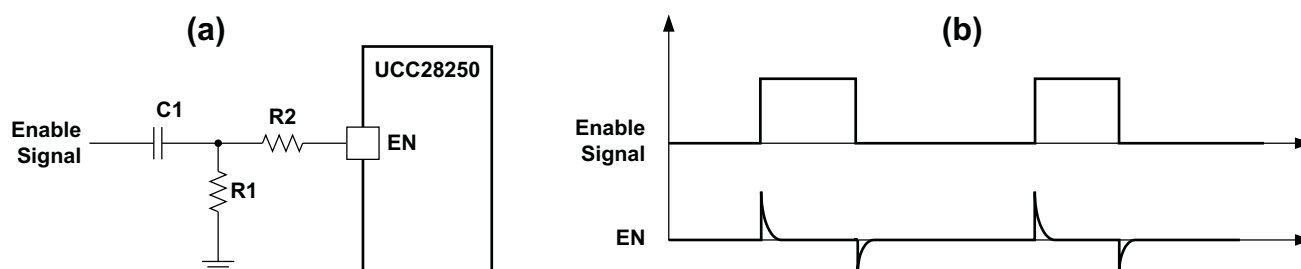 (a)
UCC28250
C1
R2
Enable
Signal
EN
R1
(b)
Enable
Signal
EN